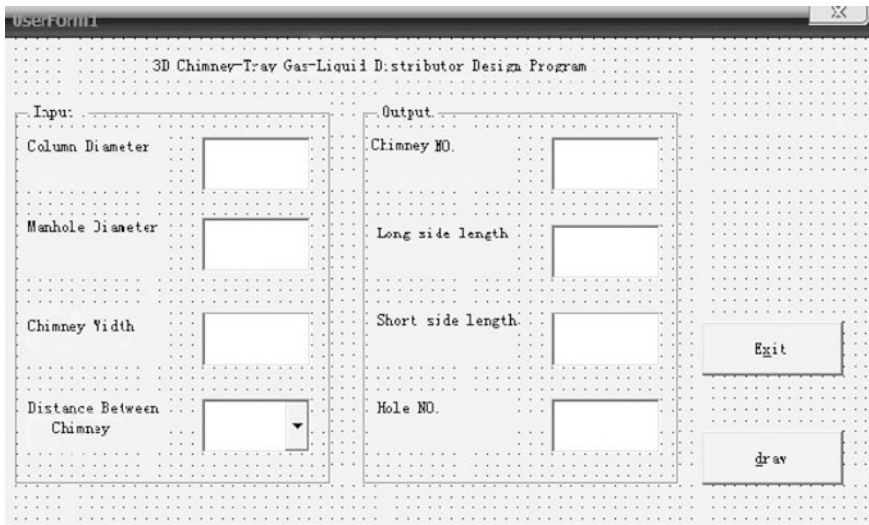 UserForm1
3D Chimney-Tray Gas-Liquid Distributor Design Program
Input
Column Diameter
Manhole Diameter
Chimney Width
Distance Between
Chimney
Output
Chimney NO.
Long side length
Short side length
Hole NO.
Exit
draw